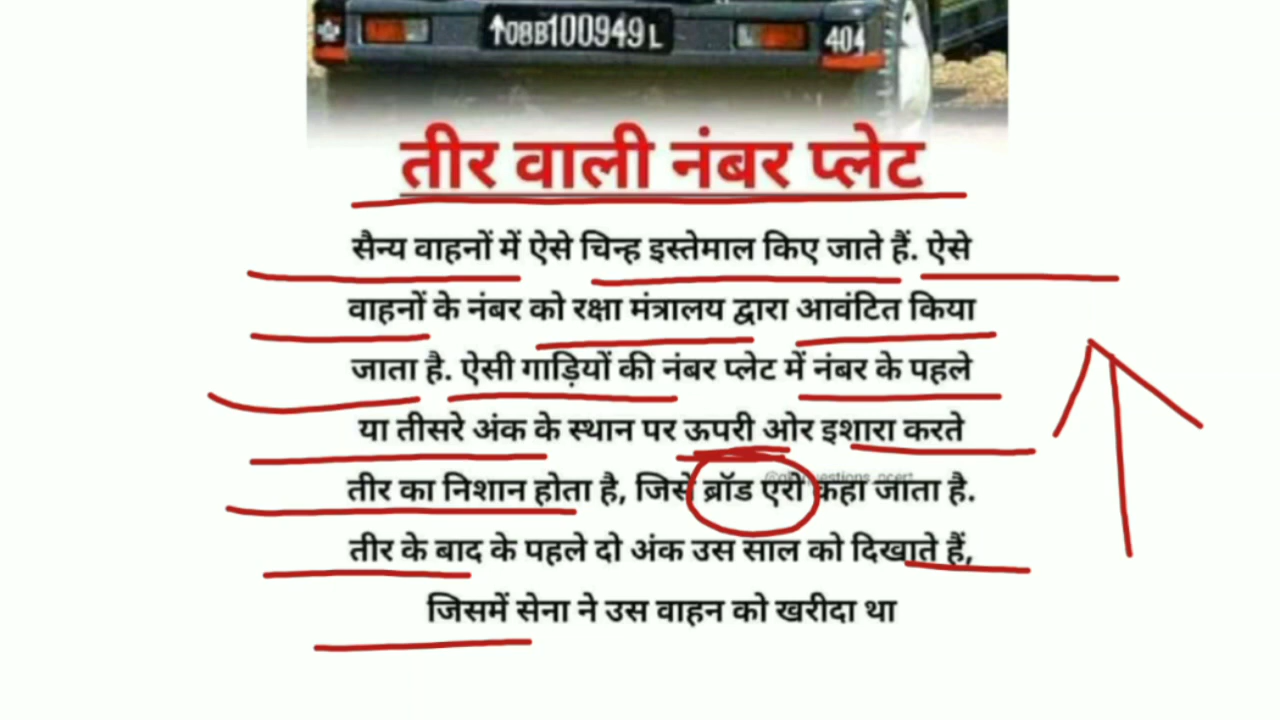 ↑08B100949L
404
तीर वाली नंबर प्लेट
सैन्य वाहनों में ऐसे चिन्ह इस्तेमाल किए जाते हैं. ऐसे
वाहनों के नंबर को रक्षा मंत्रालय द्वारा आवंटित किया
जाता है. ऐसी गाड़ियों की नंबर प्लेट में नंबर के पहले
या तीसरे अंक के स्थान पर ऊपरी ओर इशारा करते
तीर का निशान होता है, जिसे ब्रॉड एरो कहा जाता है.
तीर के बाद के पहले दो अंक उस साल को दिखाते हैं,
जिसमें सेना ने उस वाहन को खरीदा था